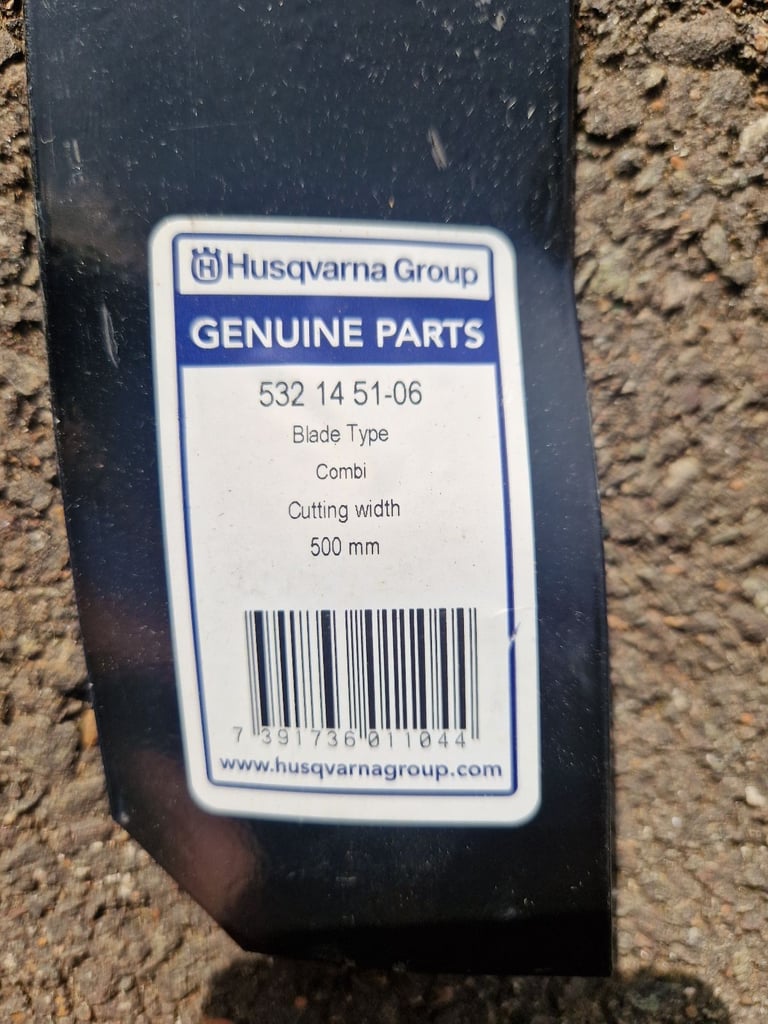 Husqvarna Group
GENUINE PARTS
532 14 51-06
Blade Type
Combi
Cutting width
500 mm
7 391736 011044
www.husqvarnagroup.com